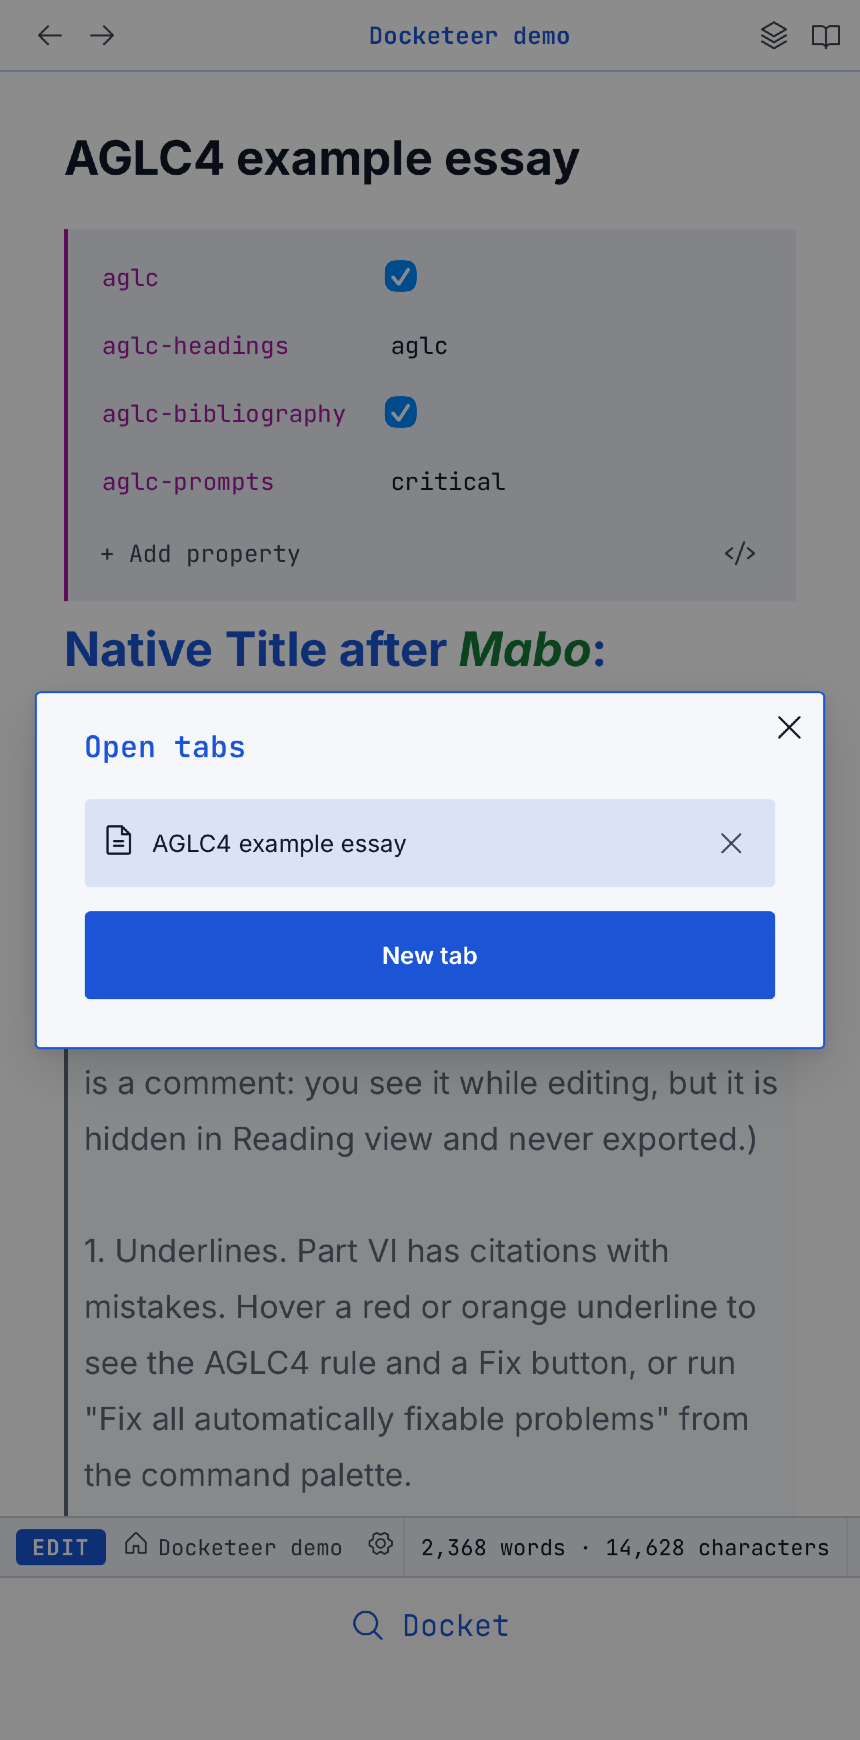 Docketeer demo
AGLC4 example essay
aglc
aglc-headings aglc
aglc-bibliography
aglc-prompts critical
+ Add property </>
Native Title after Mabo:
Open tabs
AGLC4 example essay
New tab
is a comment: you see it while editing, but it is
hidden in Reading view and never exported.)
1. Underlines. Part VI has citations with
mistakes. Hover a red or orange underline to
see the AGLC4 rule and a Fix button, or run
"Fix all automatically fixable problems" from
the command palette.
EDIT Docketeer demo 2,368 words · 14,628 characters
Docket